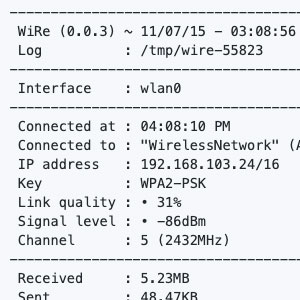 WiRe (0.0.3) ~ 11/07/15 - 03:08:56
Log : /tmp/wire-55823
Interface : wlan0
Connected at : 04:08:10 PM
Connected to : "WirelessNetwork" (A
IP address : 192.168.103.24/16
Key : WPA2-PSK
Link quality : • 31%
Signal level : • -86dBm
Channel : 5 (2432MHz)
Received : 5.23MB
Sent : 48.47KB